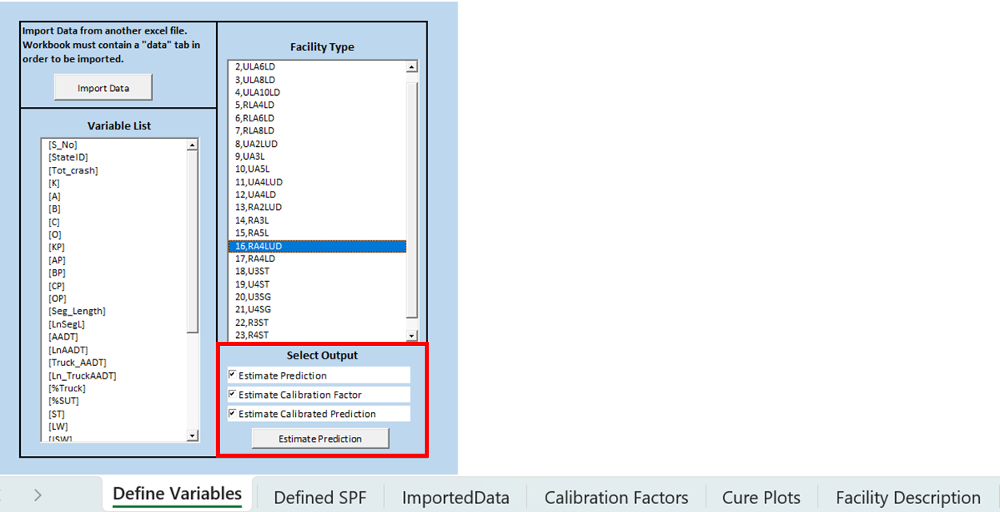 Import Data from another excel file.
Workbook must contain a "data" tab in
order to be imported.
Import Data
Variable List
[S_No]
[StateID]
[Tot_crash]
[K]
[A]
[B]
[C]
[O]
[KP]
[AP]
[BP]
[CP]
[OP]
[Seg_Length]
[LnSegL]
[AADT]
[LnAADT]
[Truck_AADT]
[Ln_TruckAADT]
[%Truck]
[%SUT]
[ST]
[LW]
Facility Type
2,ULA6LD
3,ULA8LD
4,ULA10LD
5,RLA4LD
6,RLA6LD
7,RLA8LD
8,UA2LUD
9,UA3L
10,UA5L
11,UA4LUD
12,UA4LD
13,RA2LUD
14,RA3L
15,RA5L
16,RA4LUD
17,RA4LD
18,U3ST
19,U4ST
20,U3SG
21,U4SG
22,R3ST
23,R4ST
Select Output
Estimate Prediction
Estimate Calibration Factor
Estimate Calibrated Prediction
Estimate Prediction
Define Variables
Defined SPF
ImportedData
Calibration Factors
Cure Plots
Facility Description